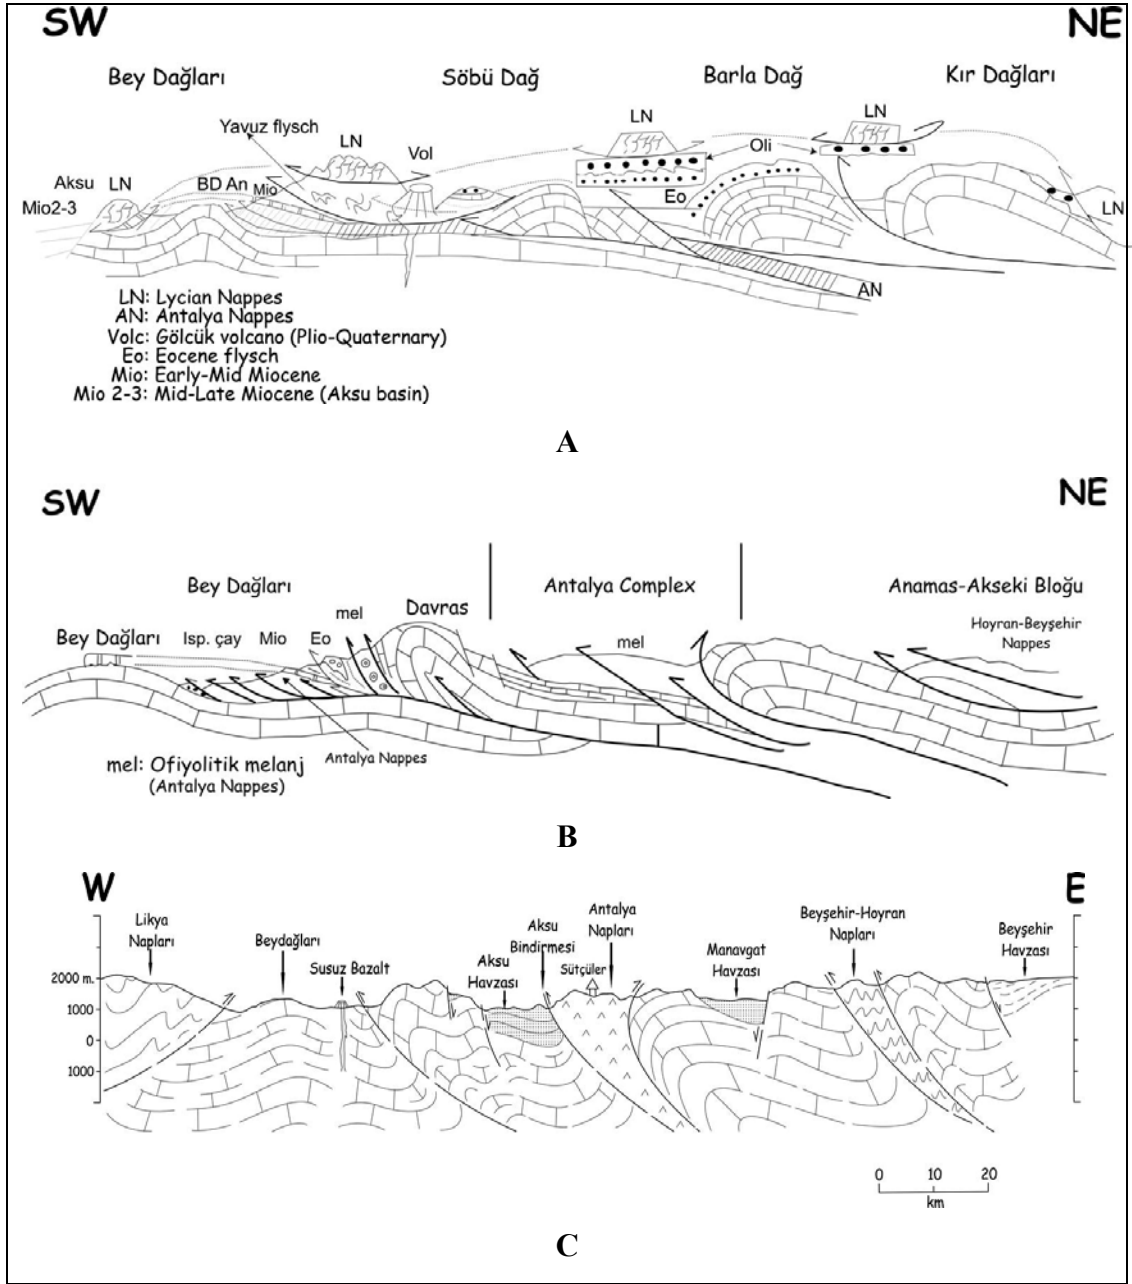 SW NE
Bey Dağları Söbü Dağ Barla Dağ Kır Dağları
Yavuz flysch LN Vol LN Oli LN
Aksu LN BD An Mio
Mio2-3 Eo LN
AN
LN: Lycian Nappes
AN: Antalya Nappes
Volc: Gölcük volcano (Plio-Quaternary)
Eo: Eocene flysch
Mio: Early-Mid Miocene
Mio 2-3: Mid-Late Miocene (Aksu basin)
A
SW NE
Bey Dağları Antalya Complex Anamas-Akseki Bloğu
mel Davras
Bey Dağları Isp. çay Mio Eo mel Hoyran-Beyşehir
Nappes
Antalya Nappes
mel: Ofiyolitik melanj
(Antalya Nappes)
B
W E
Likya
Napları
Beydağları
Susuz Bazalt
Aksu
Havzası
Aksu
Bindirmesi
Antalya
Napları
Sütçüler
Manavgat
Havzası
Beyşehir-Hoyran
Napları
Beyşehir
Havzası
2000 m.
1000
0
1000
0 10 20
km
C